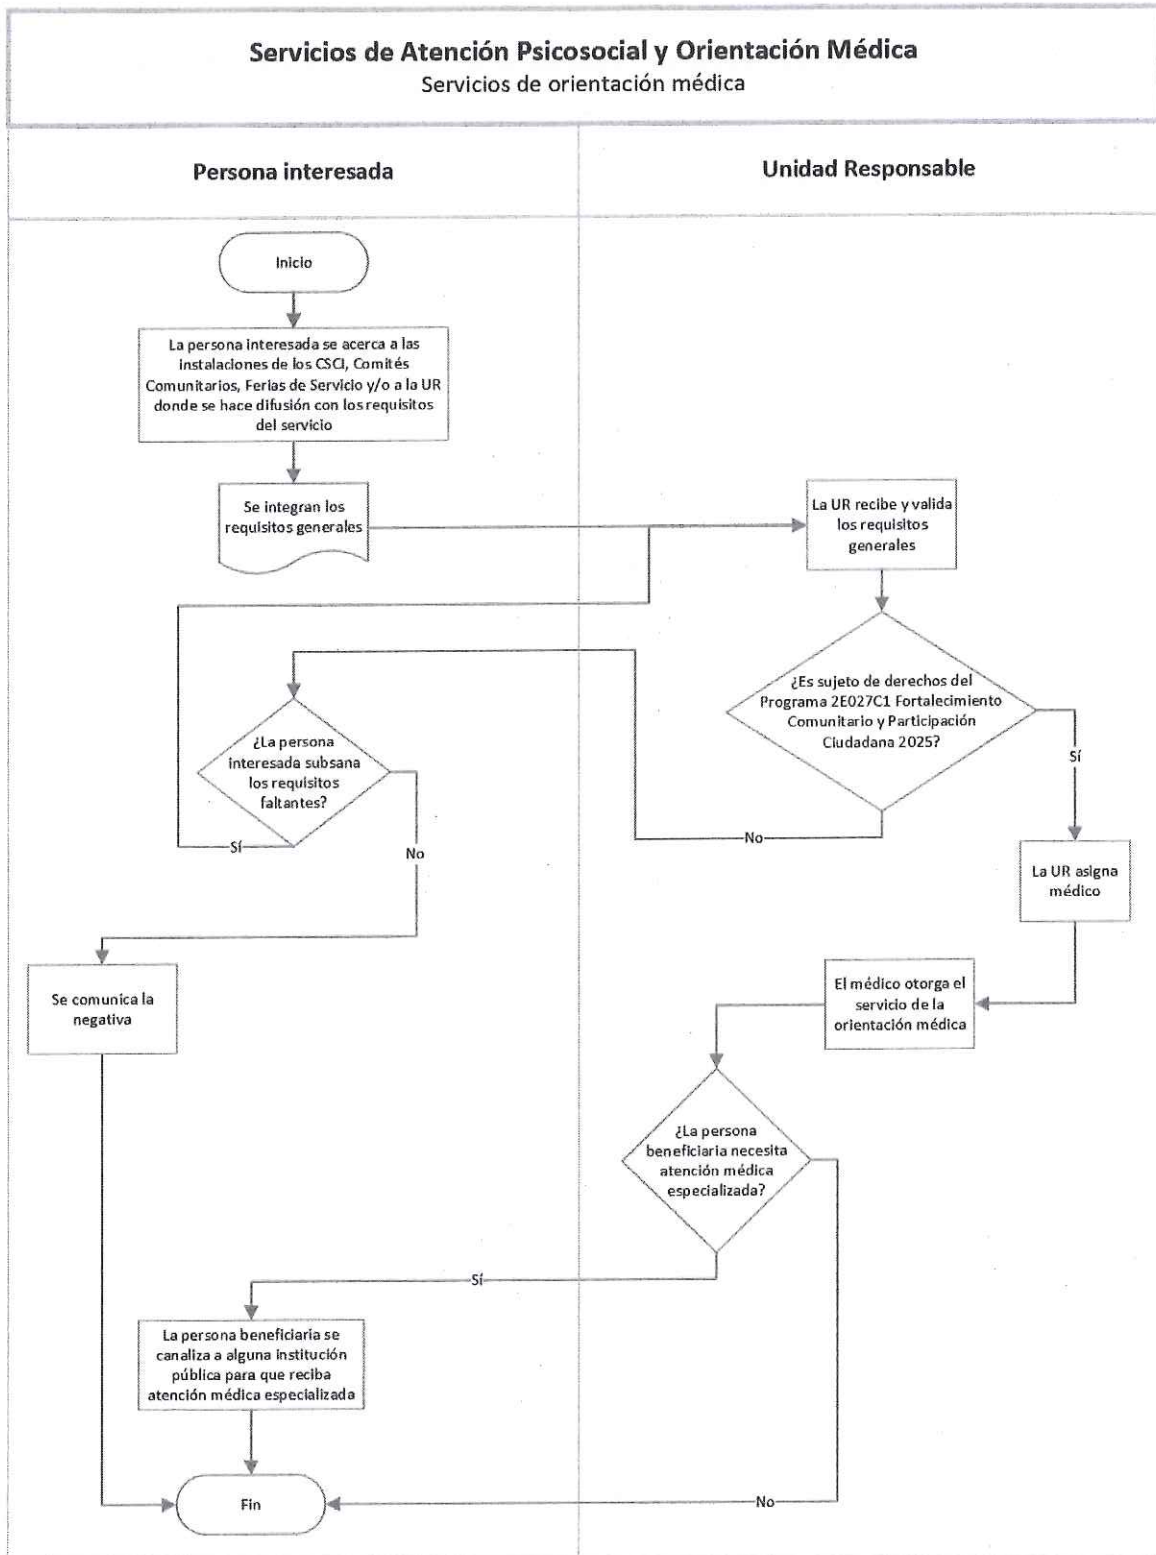 Servicios de Atención Psicosocial y Orientación Médica
Servicios de orientación médica
Persona interesada
Unidad Responsable
Inicio
La persona interesada se acerca a las
instalaciones de los CSCI, Comités
Comunitarios, Ferias de Servicio y/o a la UR
donde se hace difusión con los requisitos
del servicio
Se integran los
requisitos generales
La UR recibe y valida
los requisitos
generales
¿Es sujeto de derechos del
Programa 2E027C1 Fortalecimiento
Comunitario y Participación
Ciudadana 2025?
Sí
No
¿La persona
interesada subsana
los requisitos
faltantes?
Sí
No
La UR asigna
médico
Se comunica la
negativa
El médico otorga el
servicio de la
orientación médica
¿La persona
beneficiaria necesita
atención médica
especializada?
Sí
La persona beneficiaria se
canaliza a alguna institución
pública para que reciba
atención médica especializada
Fin
No